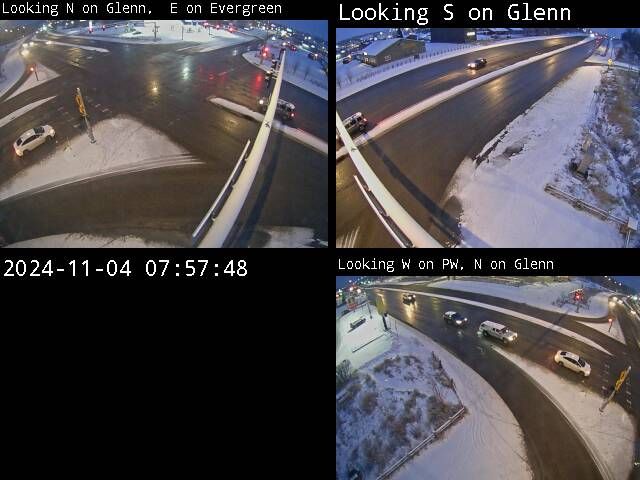 Looking N on Glenn,  E on Evergreen
Looking S on Glenn
2024-11-04 07:57:48
Looking W on PW, N on Glenn